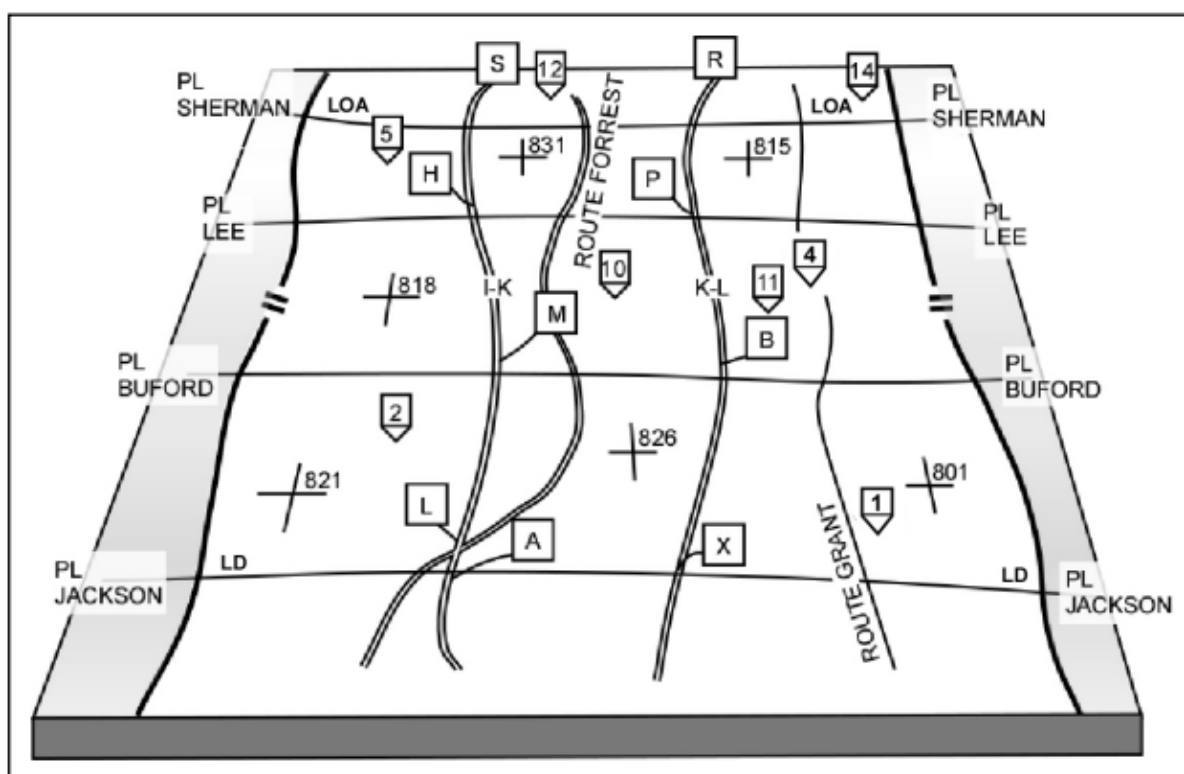 S
12
R
14
PL
SHERMAN
LOA
LOA
PL
SHERMAN
5
831
815
ROUTE FORREST
H
P
PL
LEE
PL
LEE
4
10
11
818
I-K
K-L
M
B
PL
BUFORD
PL
BUFORD
2
826
821
801
L
1
A
X
ROUTE GRANT
LD
LD
PL
JACKSON
PL
JACKSON